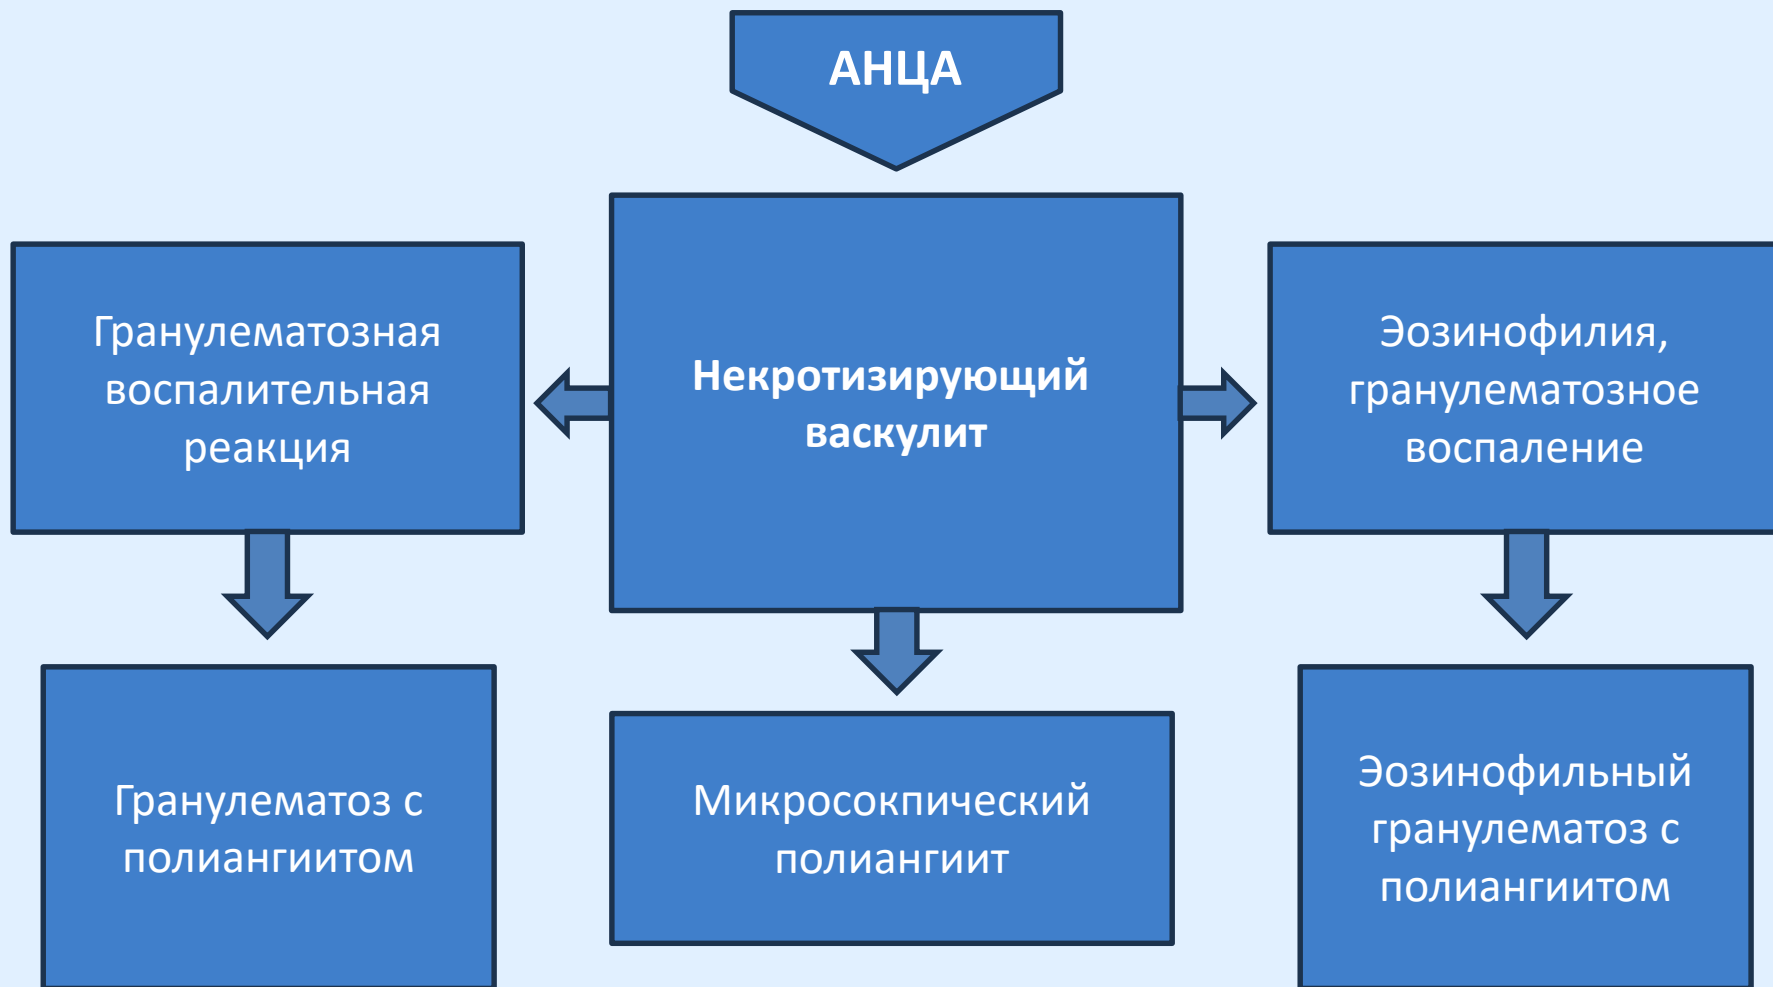 АНЦА
Гранулематозная
воспалительная
реакция
Некротизирующий
васкулит
Эозинофилия,
гранулематозное
воспаление
Гранулематоз с
полиангиитом
Микросокпический
полиангиит
Эозинофильный
гранулематоз с
полиангиитом